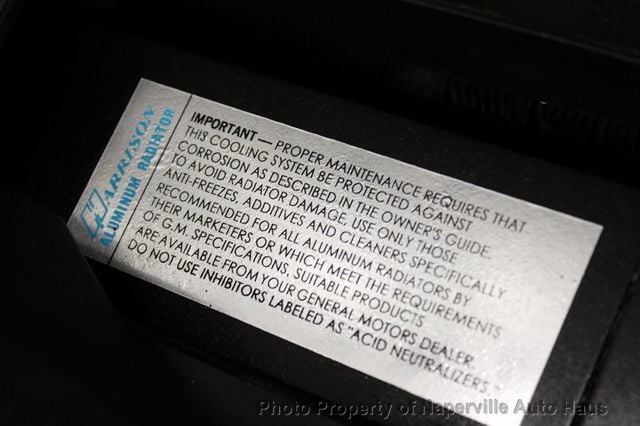 HARRISON
ALUMINUM RADIATOR
IMPORTANT — PROPER MAINTENANCE REQUIRES THAT
THIS COOLING SYSTEM BE PROTECTED AGAINST
CORROSION AS DESCRIBED IN THE OWNER'S GUIDE.
TO AVOID RADIATOR DAMAGE, USE ONLY THOSE
ANTI-FREEZES, ADDITIVES AND CLEANERS SPECIFICALLY
RECOMMENDED FOR ALL ALUMINUM RADIATORS BY
THEIR MARKETERS OR WHICH MEET THE REQUIREMENTS
OF G.M. SPECIFICATIONS. SUITABLE PRODUCTS
ARE AVAILABLE FROM YOUR GENERAL MOTORS DEALER.
DO NOT USE INHIBITORS LABELED AS "ACID NEUTRALIZERS."
Photo Property of Naperville Auto Haus